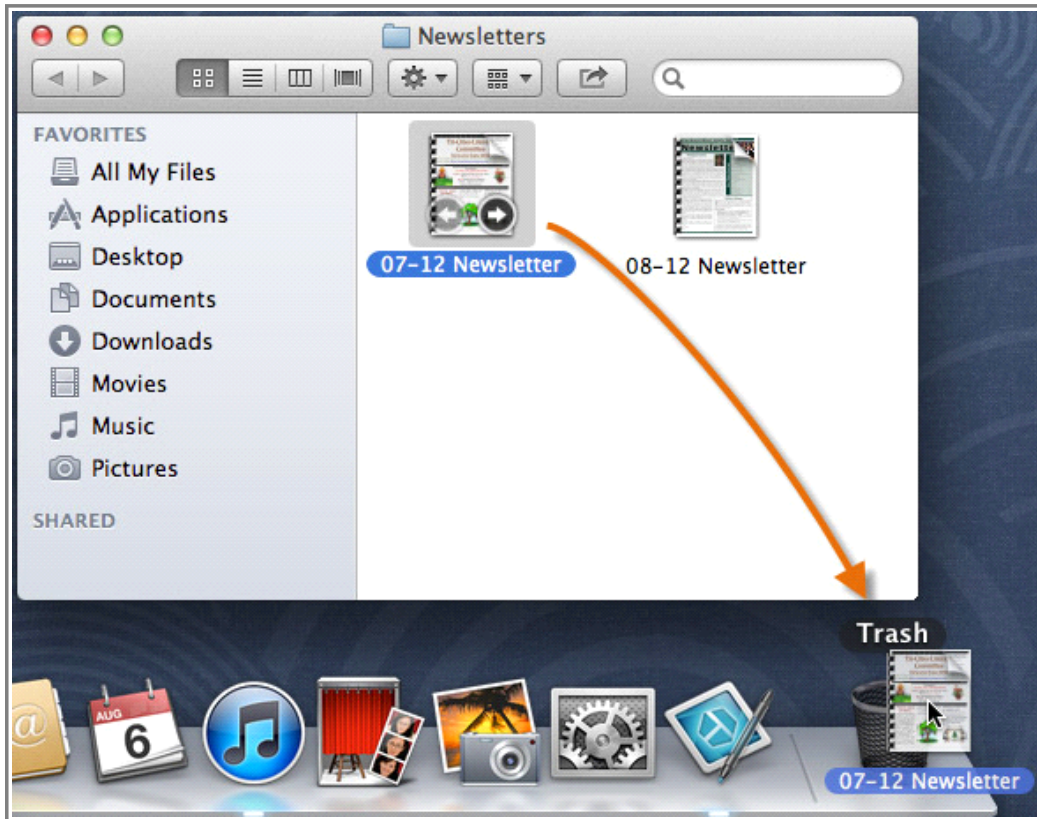 Newsletters
FAVORITES
All My Files
Applications
Desktop
Documents
Downloads
Movies
Music
Pictures
SHARED
07-12 Newsletter
08-12 Newsletter
Newsletter
Trash
@
AUG
6
07-12 Newsletter